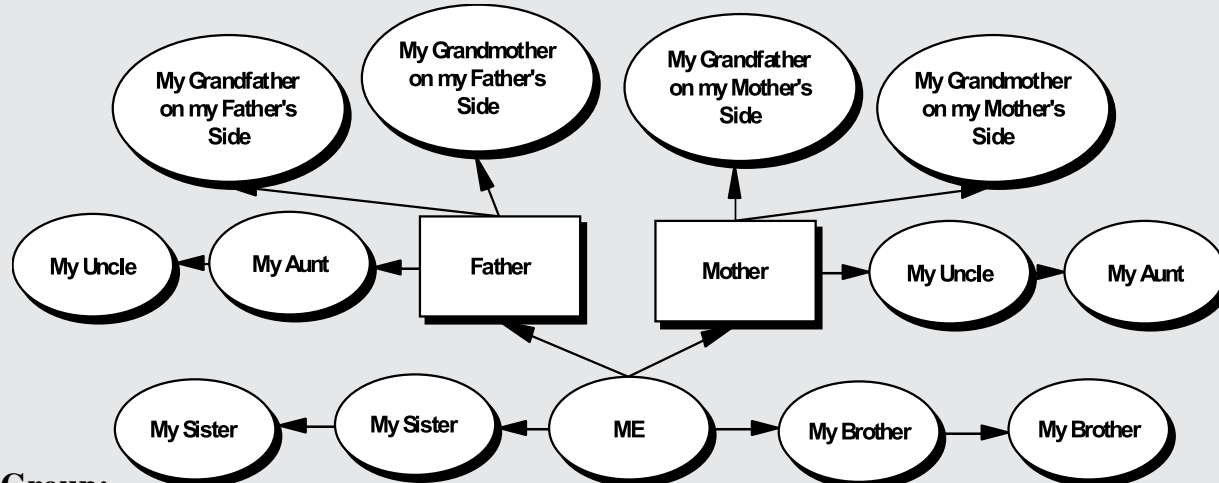 My Grandfather
on my Father's
Side
My Grandmother
on my Father's
Side
My Grandfather
on my Mother's
Side
My Grandmother
on my Mother's
Side
My Uncle
My Aunt
Father
Mother
My Uncle
My Aunt
My Sister
My Sister
ME
My Brother
My Brother
Group: